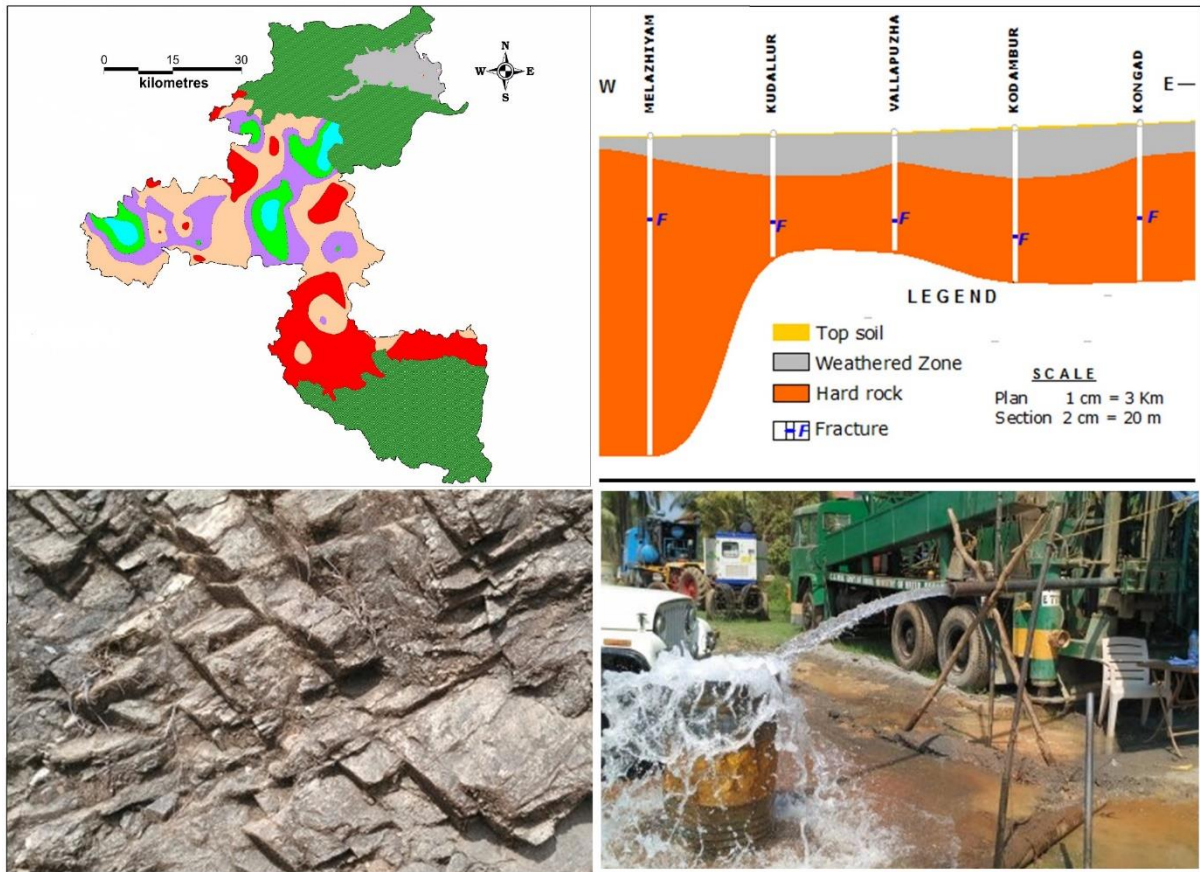 0 15 30
kilometres
N
W E
S
MELAZHIYAM
KUDALLUR
VALLAPUZHA
KODAMBUR
KONGAD
W
E
F
F
F
F
F
LEGEND
Top soil
Weathered Zone
Hard rock
F Fracture
SCALE
Plan 1 cm = 3 Km
Section 2 cm = 20 m